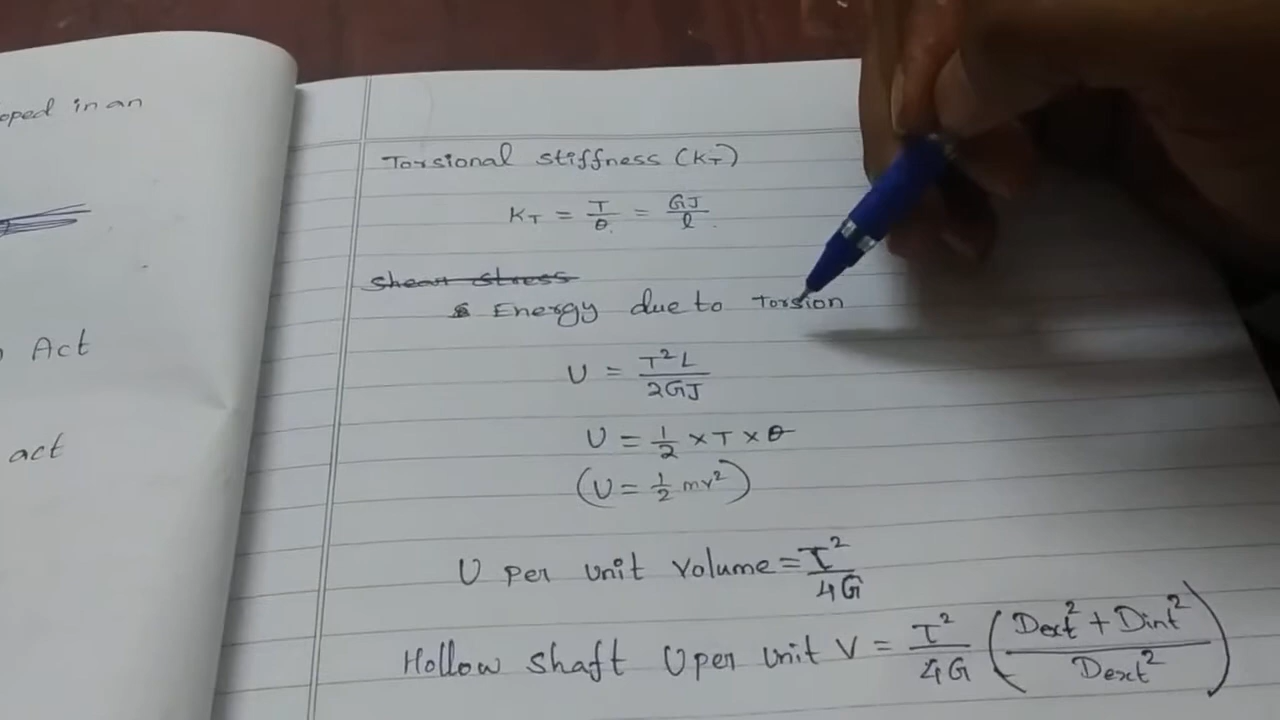 oped in an
Act
act
Torsional stiffness (KT)
KT = T/θ = GJ/l
Shear stress
Energy due to Torsion
U = T²L/2GJ
U = 1/2 × T × θ
(U = 1/2 mv²)
U per unit volume = τ²/4G
Hollow shaft U per unit V = τ²/4G (Dext² + Dint²/Dext²)